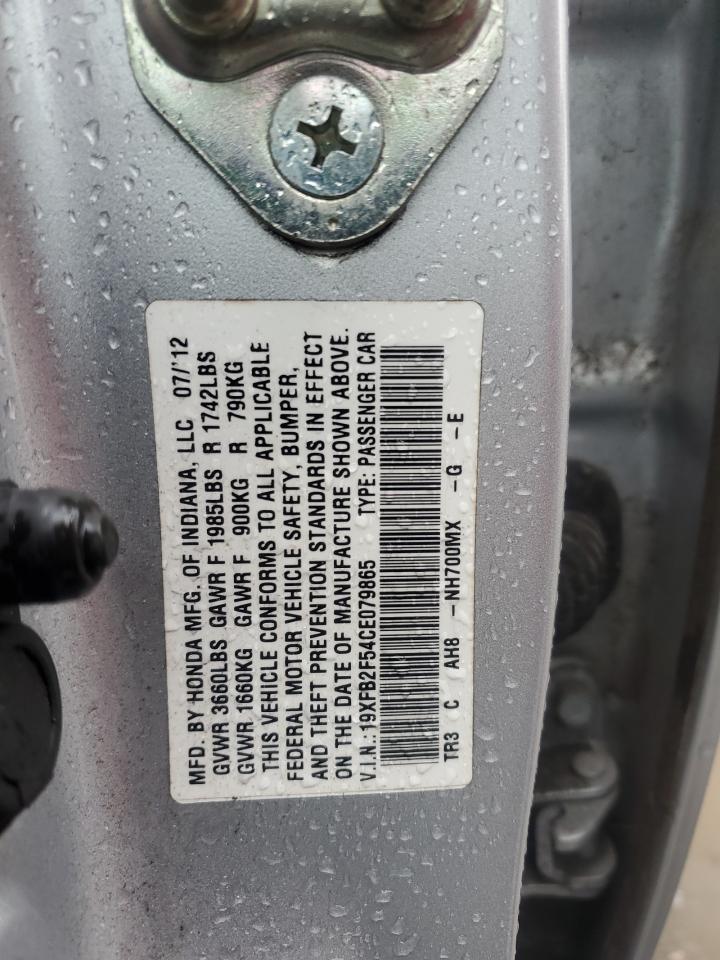 MFD. BY HONDA MFG. OF INDIANA, LLC 07/'12
GVWR 3660LBS GAWR F 1985LBS R 1742LBS
GVWR 1660KG GAWR F 900KG R 790KG
THIS VEHICLE CONFORMS TO ALL APPLICABLE
FEDERAL MOTOR VEHICLE SAFETY, BUMPER,
AND THEFT PREVENTION STANDARDS IN EFFECT
ON THE DATE OF MANUFACTURE SHOWN ABOVE.
V.I.N.: 19XFB2F54CE079865 TYPE: PASSENGER CAR
TR3 C AH8 -NH700MX -G -E